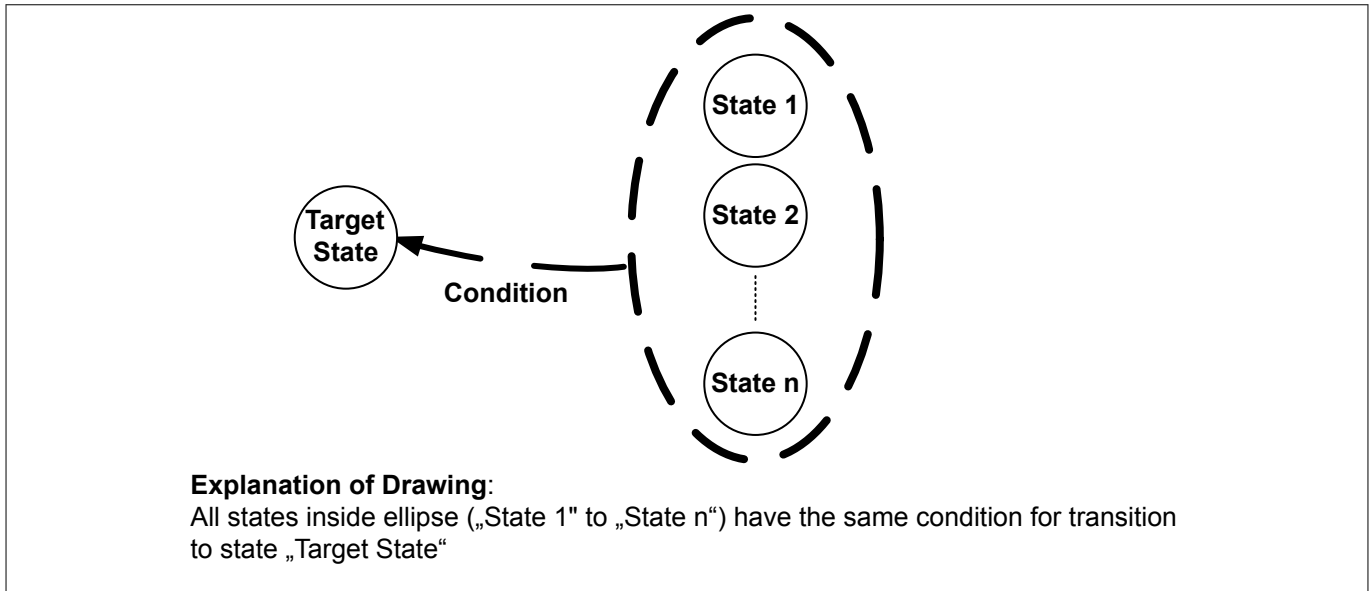 State 1
State 2
Target
State
Condition
State n
Explanation of Drawing:
All states inside ellipse („State 1" to „State n“) have the same condition for transition
to state „Target State“